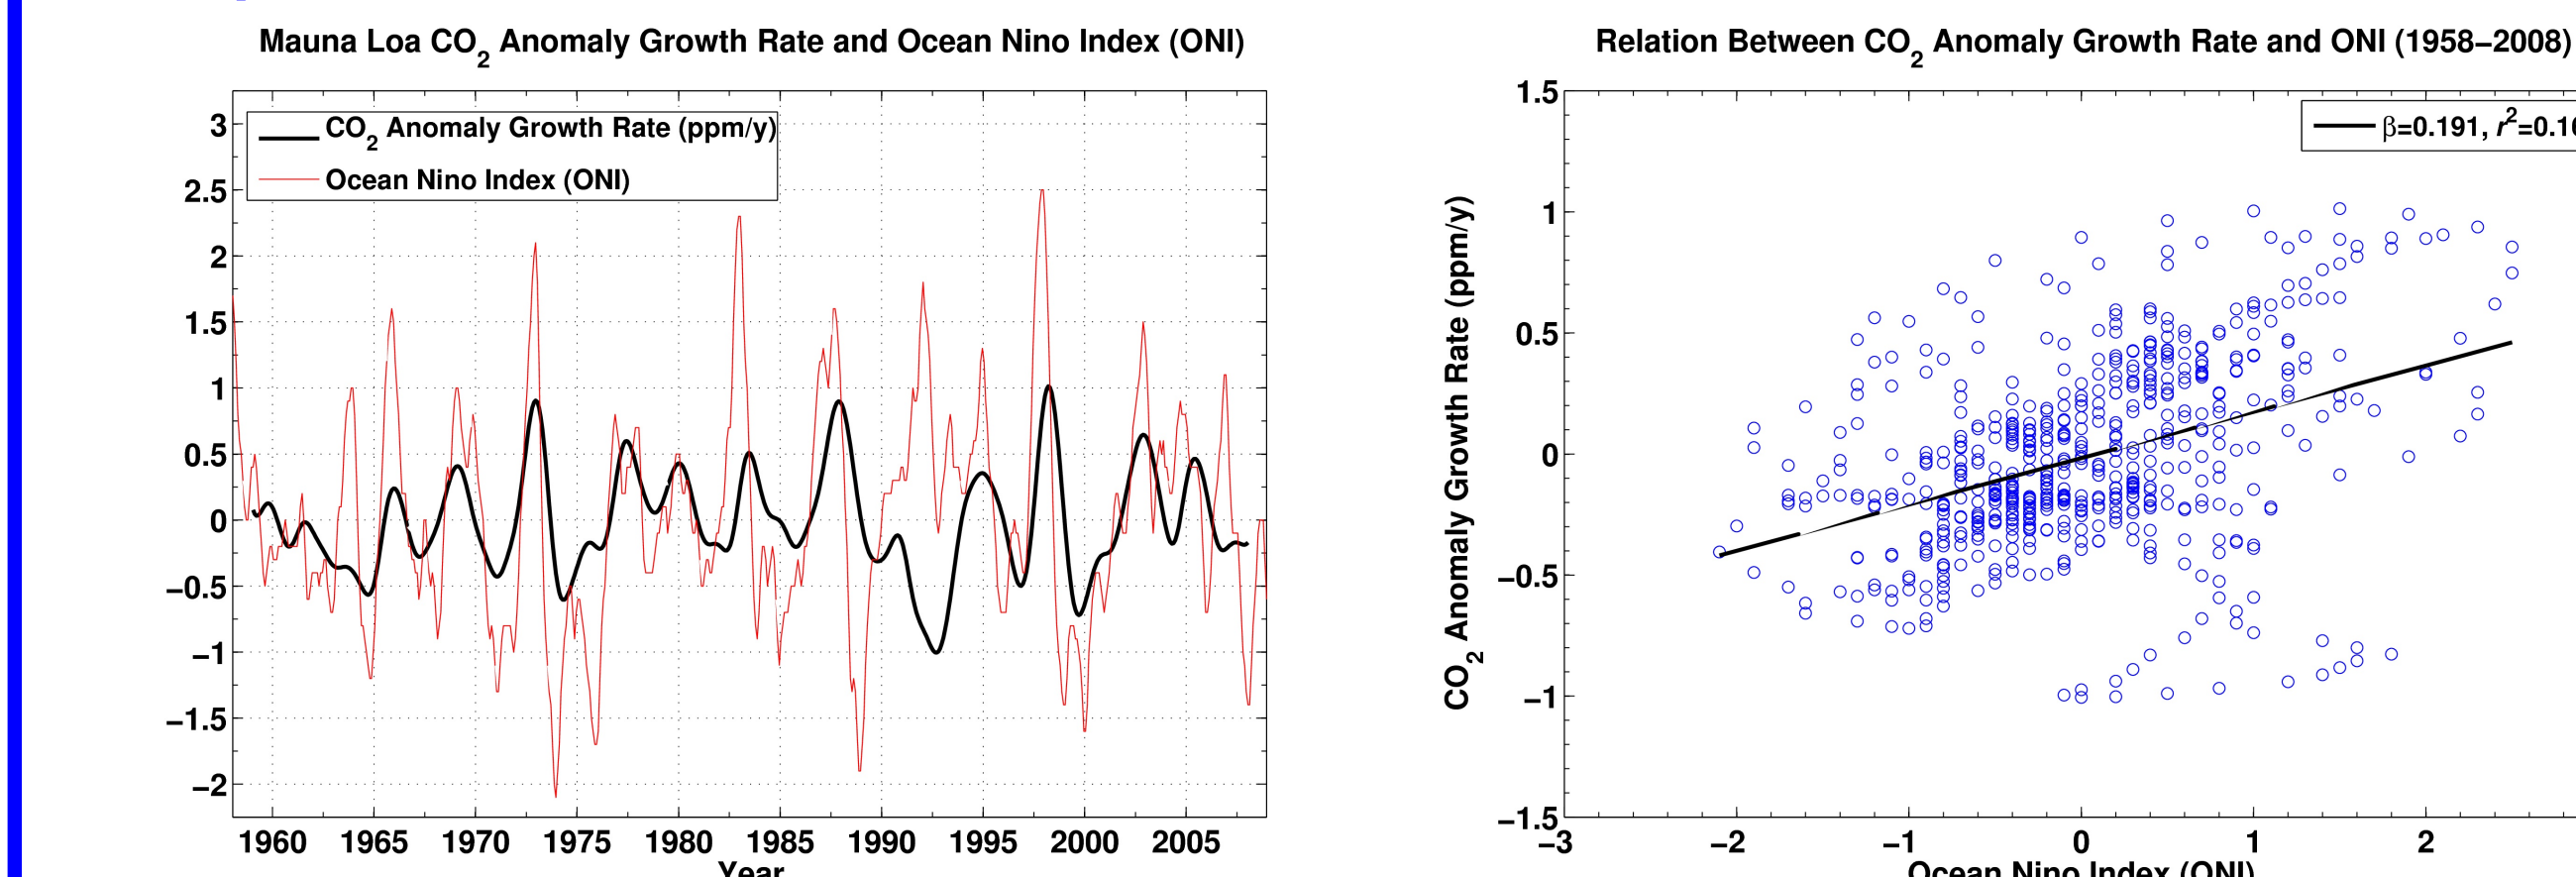 Mauna Loa CO2 Anomaly Growth Rate and Ocean Nino Index (ONI)
CO2 Anomaly Growth Rate (ppm/y)
Ocean Nino Index (ONI)
3
2.5
2
1.5
1
0.5
0
−0.5
−1
−1.5
−2
1960 1965 1970 1975 1980 1985 1990 1995 2000 2005
Year
Relation Between CO2 Anomaly Growth Rate and ONI (1958−2008)
β=0.191, r2=0.16
CO2 Anomaly Growth Rate (ppm/y)
1.5
1
0.5
0
−0.5
−1
−1.5
−3 −2 −1 0 1 2
Ocean Nino Index (ONI)